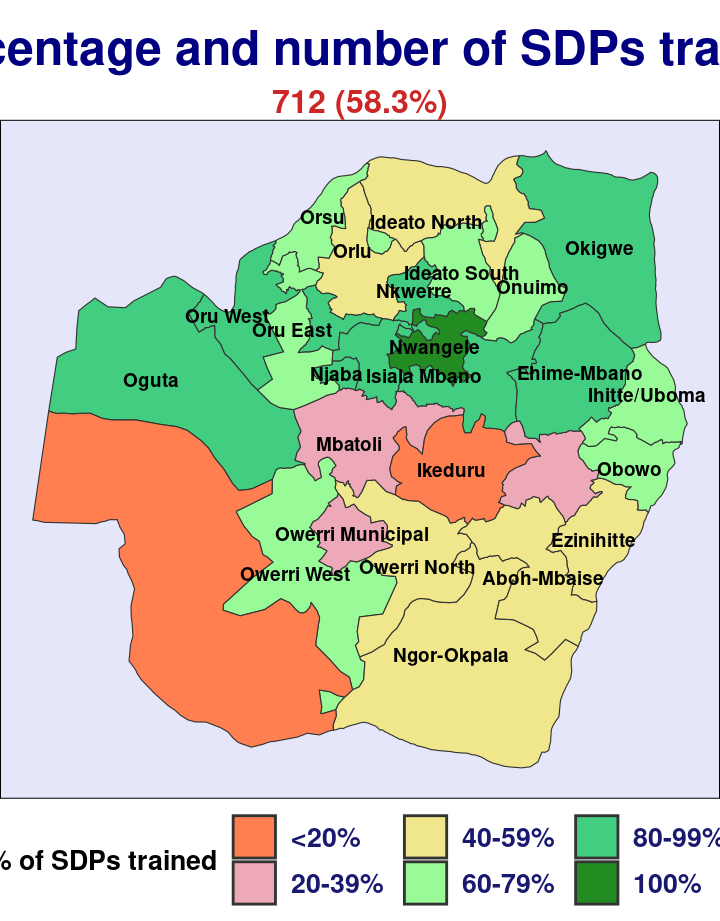 centage and number of SDPs tra
712 (58.3%)
Orsu
Ideato North
Orlu
Okigwe
Ideato South
Nkwerre
Onuimo
Oru West
Oru East
Nwangele
Njaba
Isiala Mbano
Ehime-Mbano
Oguta
Ihitte/Uboma
Mbatoli
Ikeduru
Obowo
Owerri Municipal
Ezinihitte
Owerri North
Owerri West
Aboh-Mbaise
Ngor-Okpala
% of SDPs trained
<20%
40-59%
80-99%
20-39%
60-79%
100%